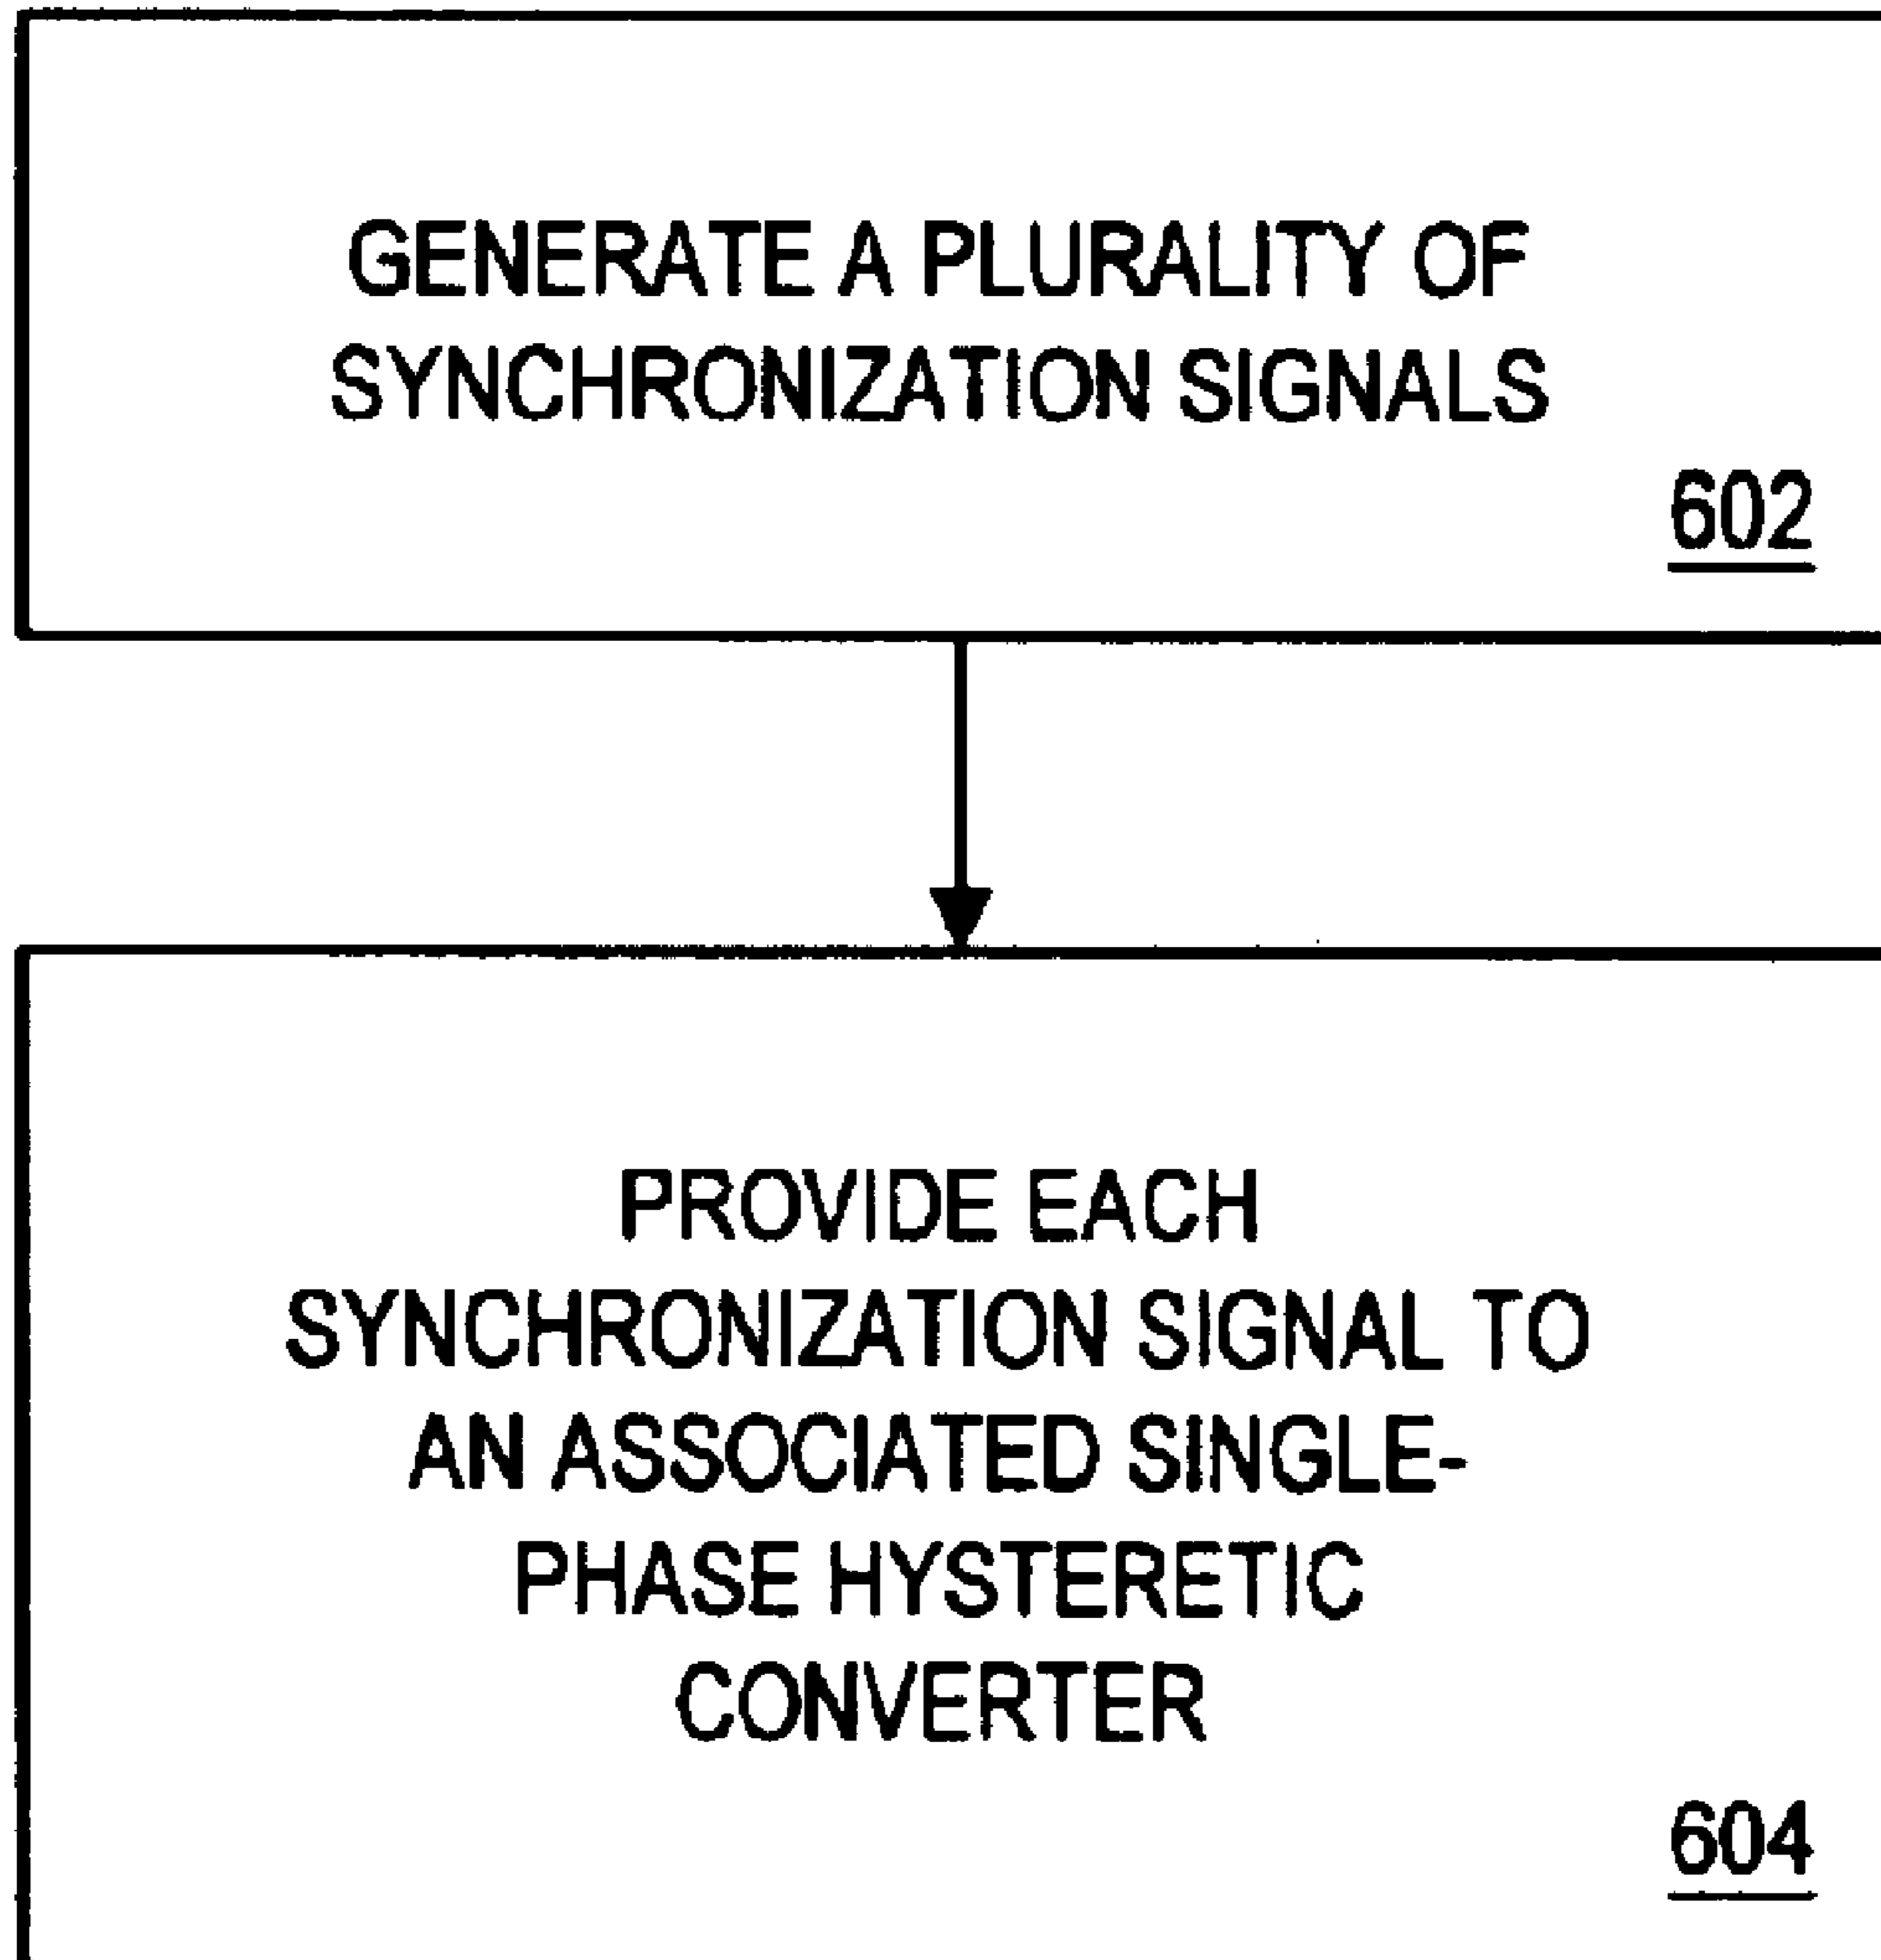 GENERATE A PLURALITY OF
SYNCHRONIZATION SIGNALS
602
PROVIDE EACH
SYNCHRONIZATION SIGNAL TO
AN ASSOCIATED SINGLE-
PHASE HYSTERETIC
CONVERTER
604